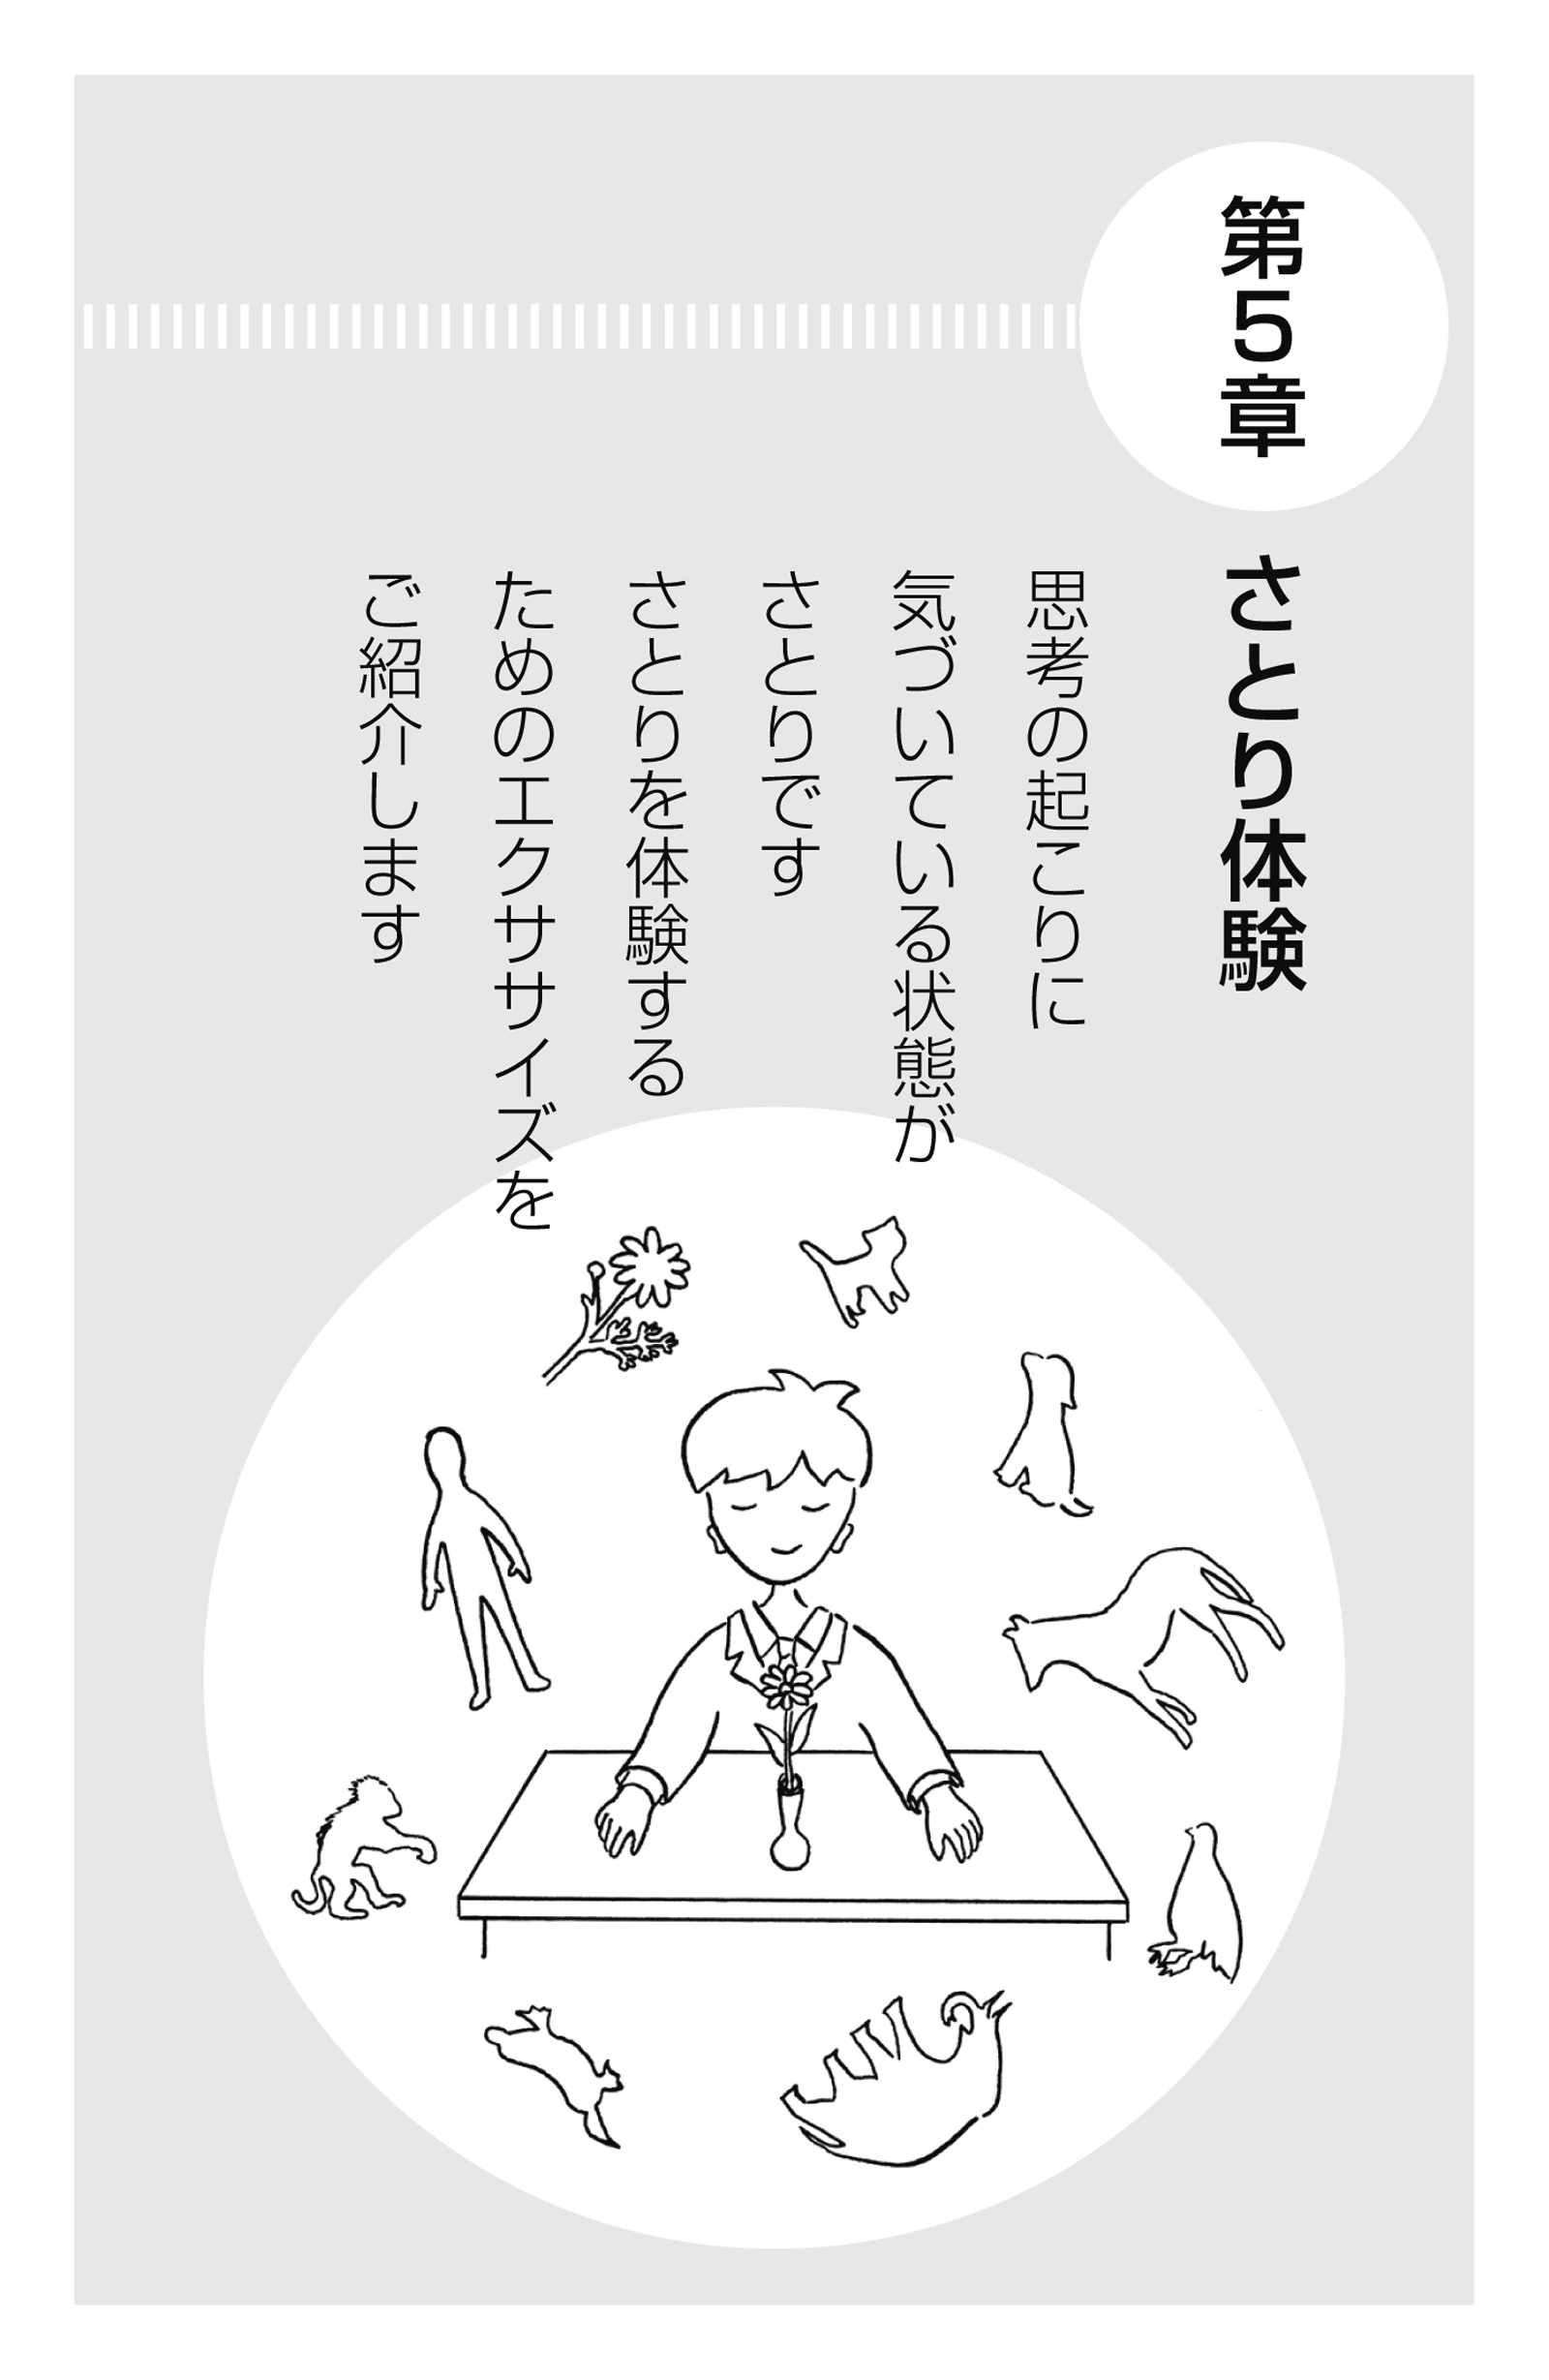 第5章 さとり体験
思考の起こりに
気づいている状態が
さとりです
さとりを体験する
ためのエクササイズを
ご紹介します